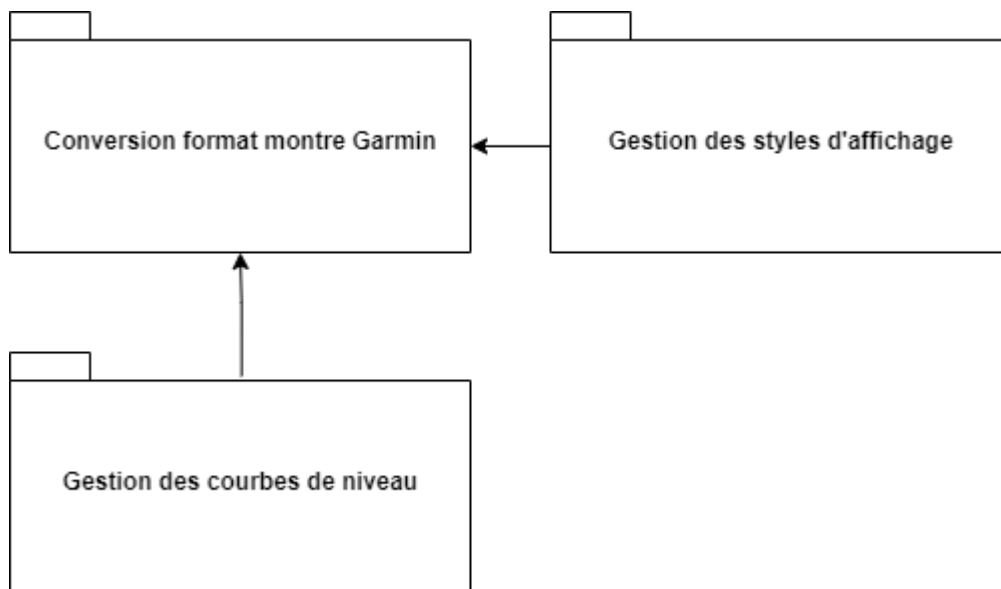 Conversion format montre Garmin
Gestion des styles d'affichage
Gestion des courbes de niveau